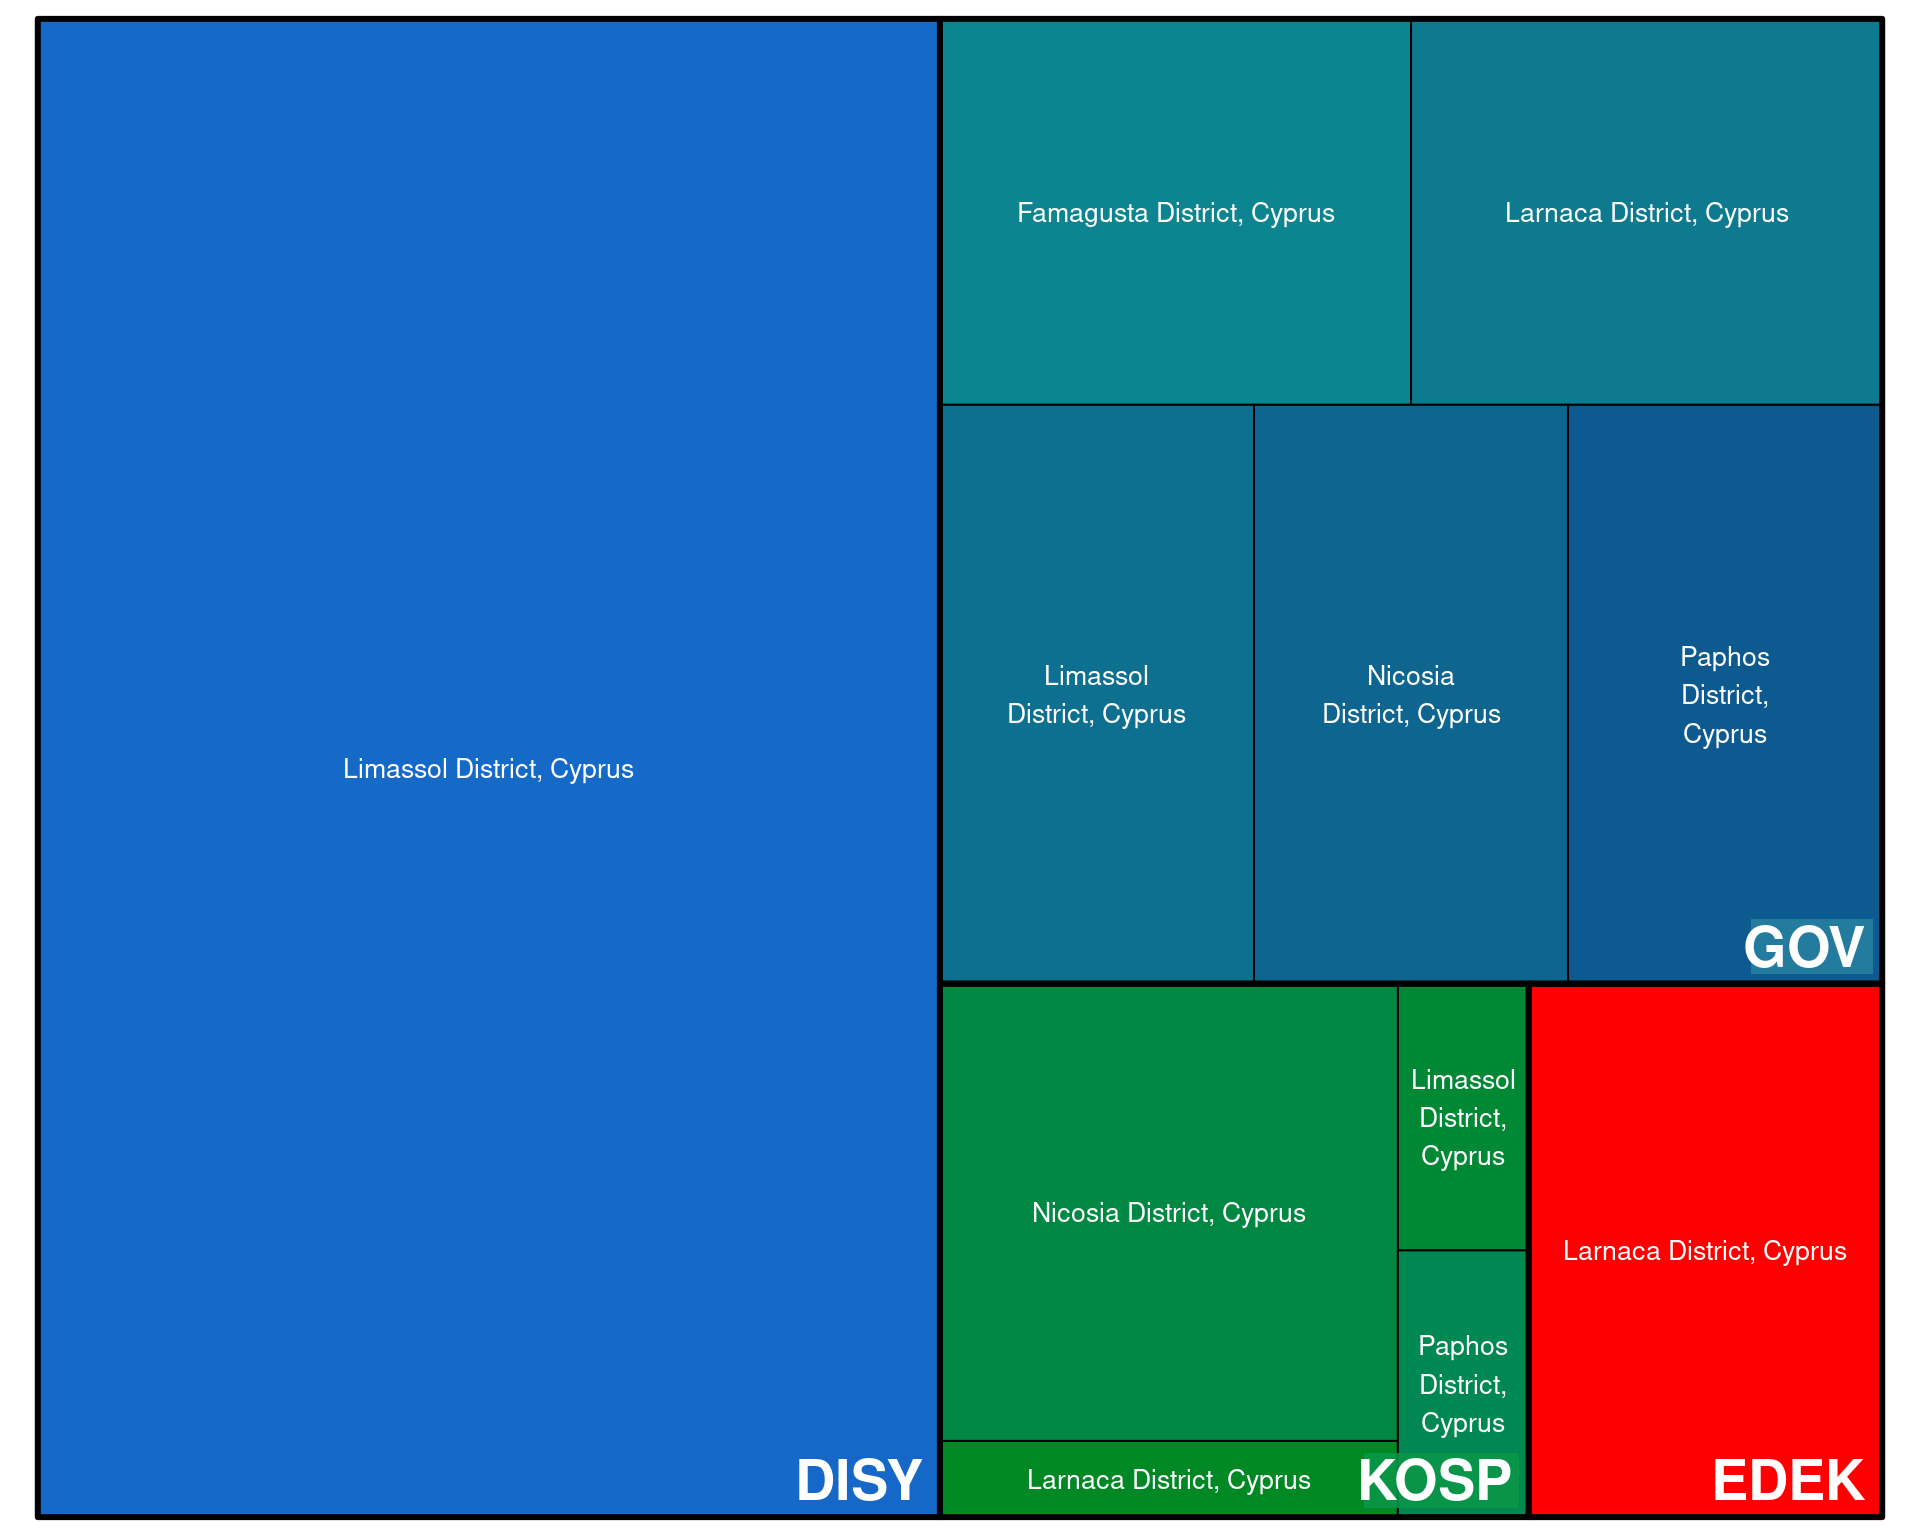 Limassol District, Cyprus
DISY
Famagusta District, Cyprus
Larnaca District, Cyprus
Limassol
District, Cyprus
Nicosia
District, Cyprus
Paphos
District,
Cyprus
GOV
Nicosia District, Cyprus
Limassol
District,
Cyprus
Paphos
District,
Cyprus
Larnaca District, Cyprus
KOSP
Larnaca District, Cyprus
EDEK